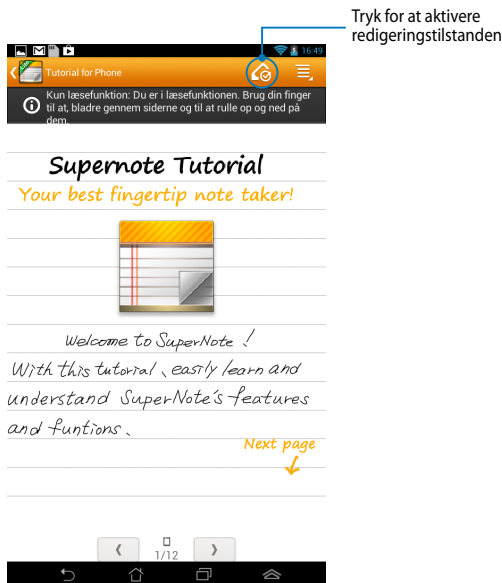 Tryk for at aktivere
redigeringstilstanden
16:49
Tutorial for Phone
Kun læsefunktion: Du er i læsefunktionen. Brug din finger
til at, bladre gennem siderne og til at rulle op og ned på
dem.
Supernote Tutorial
Your best fingertip note taker!
Welcome to SuperNote !
With this tutorial、easily learn and
understand SuperNote's features
and funtions、
Next page
1/12